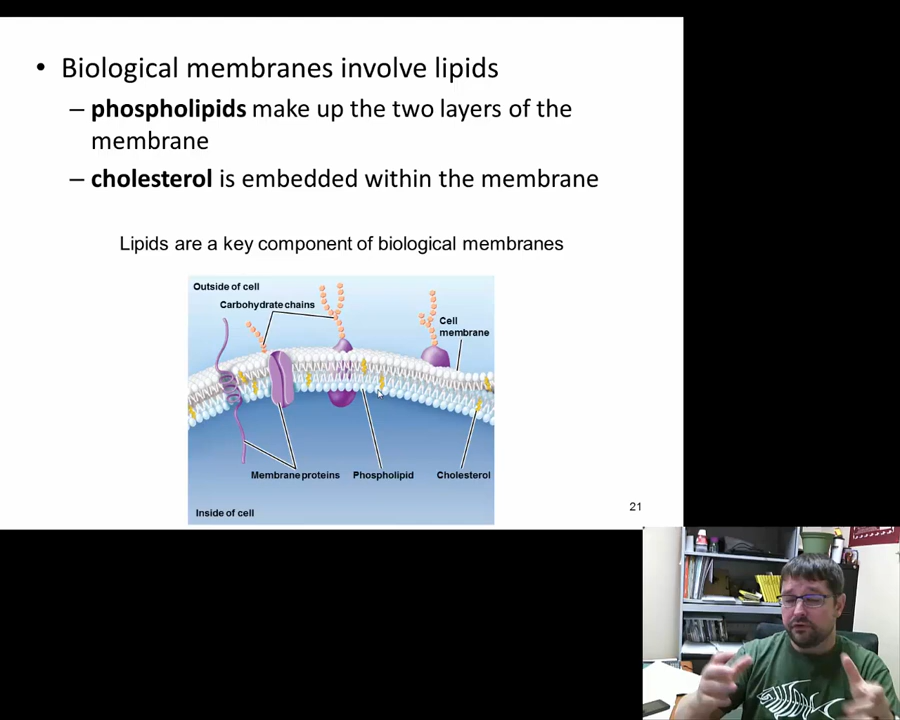 • Biological membranes involve lipids
– phospholipids make up the two layers of the
membrane
– cholesterol is embedded within the membrane
Lipids are a key component of biological membranes
Outside of cell
Carbohydrate chains
Cell
membrane
Membrane proteins
Phospholipid
Cholesterol
Inside of cell
21